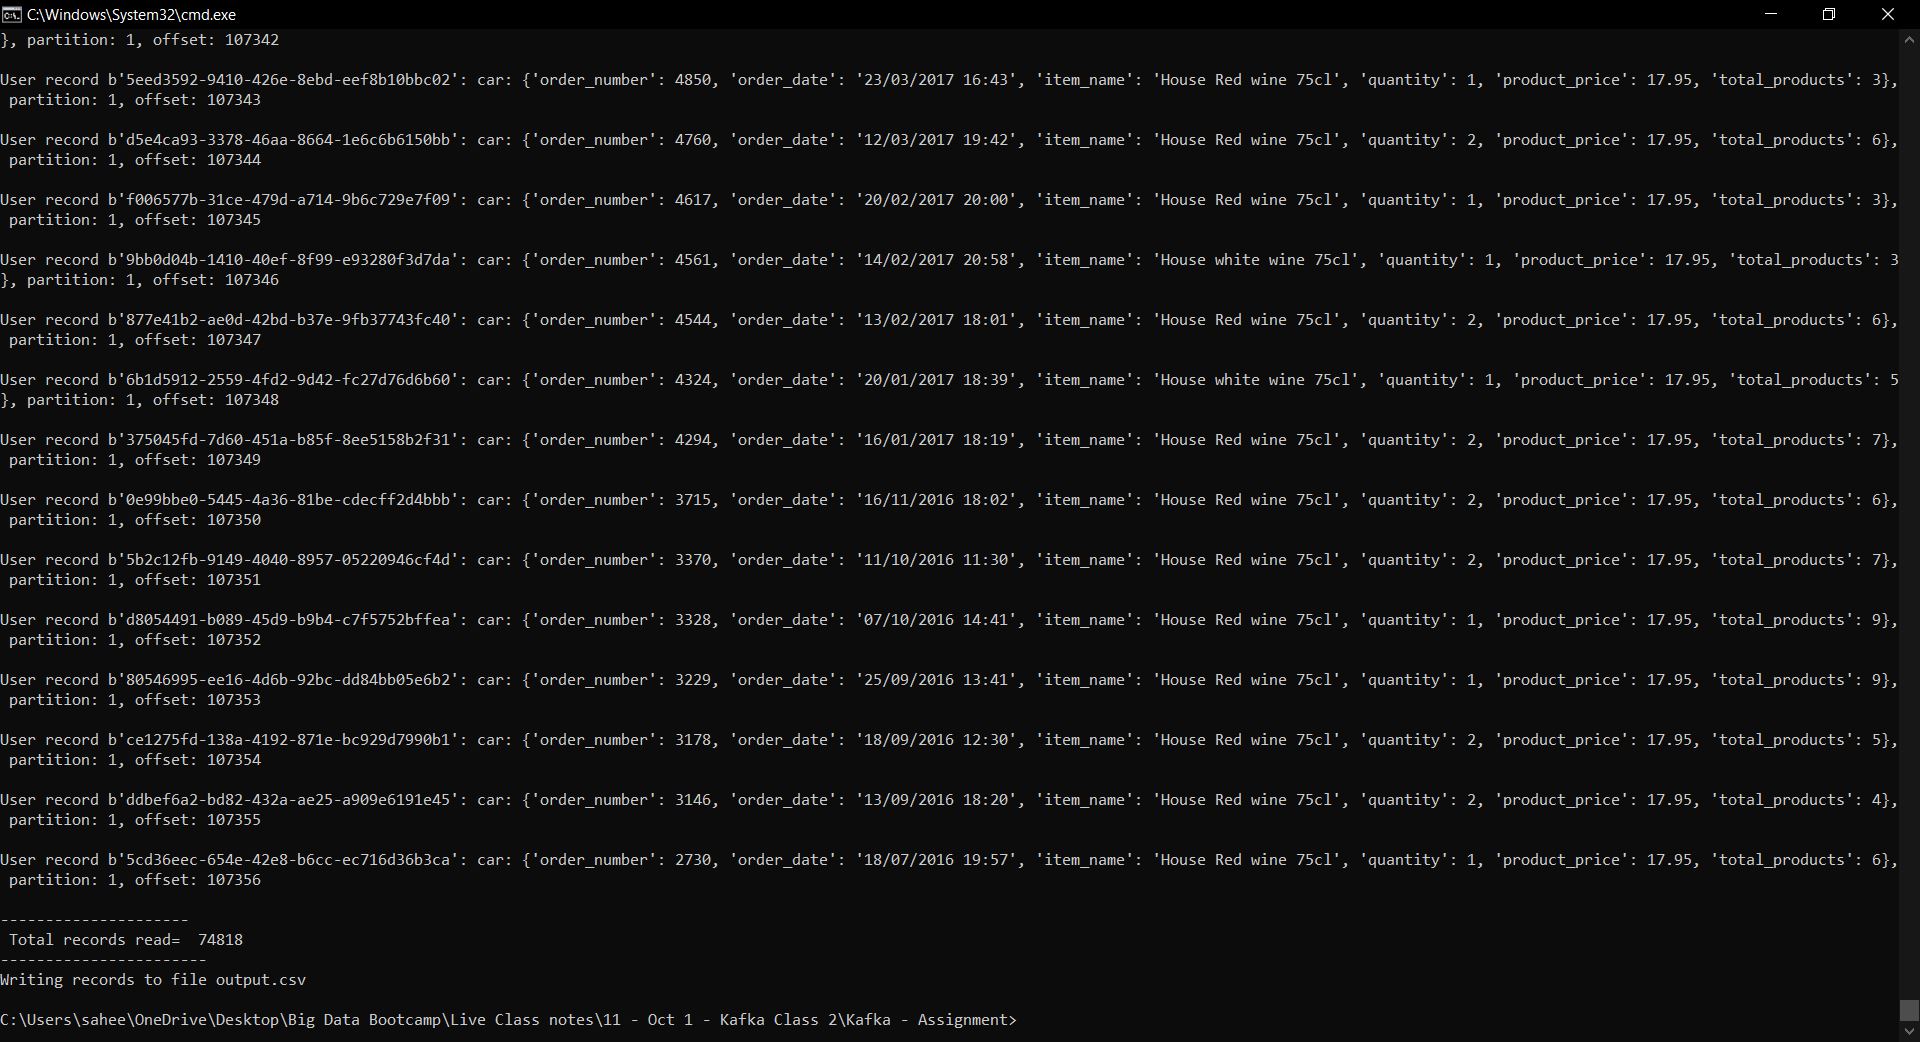 C:\Windows\System32\cmd.exe
}, partition: 1, offset: 107342
User record b'5eed3592-9410-426e-8ebd-eef8b10bbc02': car: {'order_number': 4850, 'order_date': '23/03/2017 16:43', 'item_name': 'House Red wine 75cl', 'quantity': 1, 'product_price': 17.95, 'total_products': 3},
partition: 1, offset: 107343
User record b'd5e4ca93-3378-46aa-8664-1e6c6b6150bb': car: {'order_number': 4760, 'order_date': '12/03/2017 19:42', 'item_name': 'House Red wine 75cl', 'quantity': 2, 'product_price': 17.95, 'total_products': 6},
partition: 1, offset: 107344
User record b'f006577b-31ce-479d-a714-9b6c729e7f09': car: {'order_number': 4617, 'order_date': '20/02/2017 20:00', 'item_name': 'House Red wine 75cl', 'quantity': 1, 'product_price': 17.95, 'total_products': 3},
partition: 1, offset: 107345
User record b'9bb0d04b-1410-40ef-8f99-e93280f3d7da': car: {'order_number': 4561, 'order_date': '14/02/2017 20:58', 'item_name': 'House white wine 75cl', 'quantity': 1, 'product_price': 17.95, 'total_products': 3
}, partition: 1, offset: 107346
User record b'877e41b2-ae0d-42bd-b37e-9fb37743fc40': car: {'order_number': 4544, 'order_date': '13/02/2017 18:01', 'item_name': 'House Red wine 75cl', 'quantity': 2, 'product_price': 17.95, 'total_products': 6},
partition: 1, offset: 107347
User record b'6b1d5912-2559-4fd2-9d42-fc27d76d6b60': car: {'order_number': 4324, 'order_date': '20/01/2017 18:39', 'item_name': 'House white wine 75cl', 'quantity': 1, 'product_price': 17.95, 'total_products': 5
}, partition: 1, offset: 107348
User record b'375045fd-7d60-451a-b85f-8ee5158b2f31': car: {'order_number': 4294, 'order_date': '16/01/2017 18:19', 'item_name': 'House Red wine 75cl', 'quantity': 2, 'product_price': 17.95, 'total_products': 7},
partition: 1, offset: 107349
User record b'0e99bbe0-5445-4a36-81be-cdecff2d4bbb': car: {'order_number': 3715, 'order_date': '16/11/2016 18:02', 'item_name': 'House Red wine 75cl', 'quantity': 2, 'product_price': 17.95, 'total_products': 6},
partition: 1, offset: 107350
User record b'5b2c12fb-9149-4040-8957-05220946cf4d': car: {'order_number': 3370, 'order_date': '11/10/2016 11:30', 'item_name': 'House Red wine 75cl', 'quantity': 2, 'product_price': 17.95, 'total_products': 7},
partition: 1, offset: 107351
User record b'd8054491-b089-45d9-b9b4-c7f5752bffea': car: {'order_number': 3328, 'order_date': '07/10/2016 14:41', 'item_name': 'House Red wine 75cl', 'quantity': 1, 'product_price': 17.95, 'total_products': 9},
partition: 1, offset: 107352
User record b'80546995-ee16-4d6b-92bc-dd84bb05e6b2': car: {'order_number': 3229, 'order_date': '25/09/2016 13:41', 'item_name': 'House Red wine 75cl', 'quantity': 1, 'product_price': 17.95, 'total_products': 9},
partition: 1, offset: 107353
User record b'ce1275fd-138a-4192-871e-bc929d7990b1': car: {'order_number': 3178, 'order_date': '18/09/2016 12:30', 'item_name': 'House Red wine 75cl', 'quantity': 2, 'product_price': 17.95, 'total_products': 5},
partition: 1, offset: 107354
User record b'ddbef6a2-bd82-432a-ae25-a909e6191e45': car: {'order_number': 3146, 'order_date': '13/09/2016 18:20', 'item_name': 'House Red wine 75cl', 'quantity': 2, 'product_price': 17.95, 'total_products': 4},
partition: 1, offset: 107355
User record b'5cd36eec-654e-42e8-b6cc-ec716d36b3ca': car: {'order_number': 2730, 'order_date': '18/07/2016 19:57', 'item_name': 'House Red wine 75cl', 'quantity': 1, 'product_price': 17.95, 'total_products': 6},
partition: 1, offset: 107356
---------------------
Total records read=  74818
-----------------------
Writing records to file output.csv
C:\Users\sahee\OneDrive\Desktop\Big Data Bootcamp\Live Class notes\11 - Oct 1 - Kafka Class 2\Kafka - Assignment>